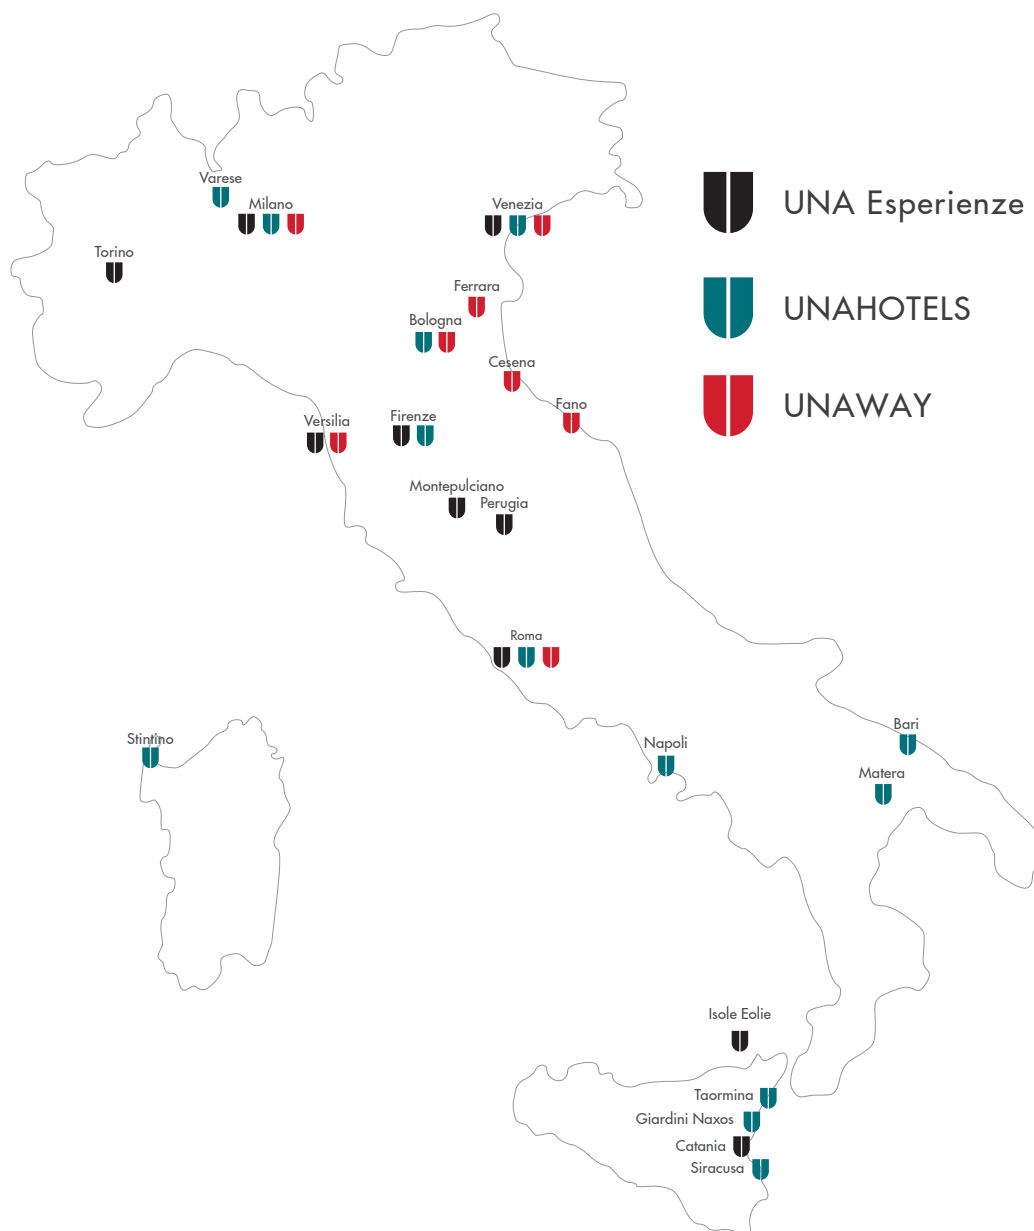 Varese
Milano
Venezia
UNA Esperienze
Torino
Ferrara
UNAHOTELS
Bologna
Cesena
Fano
UNAWAY
Versilia
Firenze
Montepulciano
Perugia
Roma
Stintino
Napoli
Bari
Matera
Isole Eolie
Taormina
Giardini Naxos
Catania
Siracusa